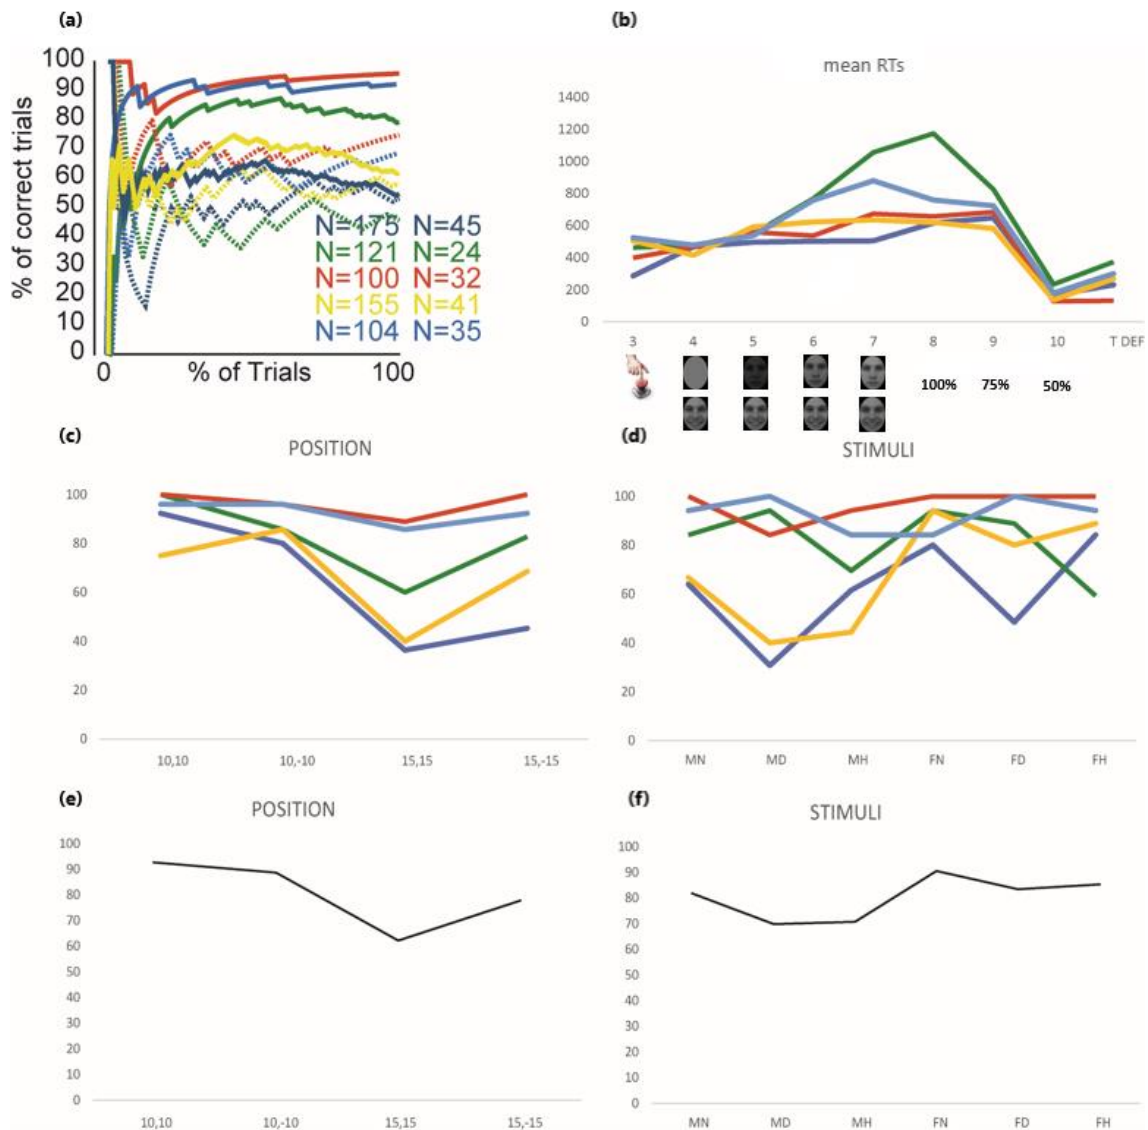 (a)
100
90
80
70
60
50
40
30
20
10
0
% of correct trials
N=175 N=45
N=121 N=24
N=100 N=32
N=155 N=41
N=104 N=35
0 % of Trials 100
(b)
mean RTs
1400
1200
1000
800
600
400
200
0
3 4 5 6 7 8 9 10 T DEF
100% 75% 50%
(c)
POSITION
100
80
60
40
20
0
10,10 10,-10 15,15 15,-15
(d)
STIMULI
100
80
60
40
20
0
MN MD MH FN FD FH
(e)
POSITION
100
90
80
70
60
50
40
30
20
10
0
10,10 10,-10 15,15 15,-15
(f)
STIMULI
100
90
80
70
60
50
40
30
20
10
0
MN MD MH FN FD FH